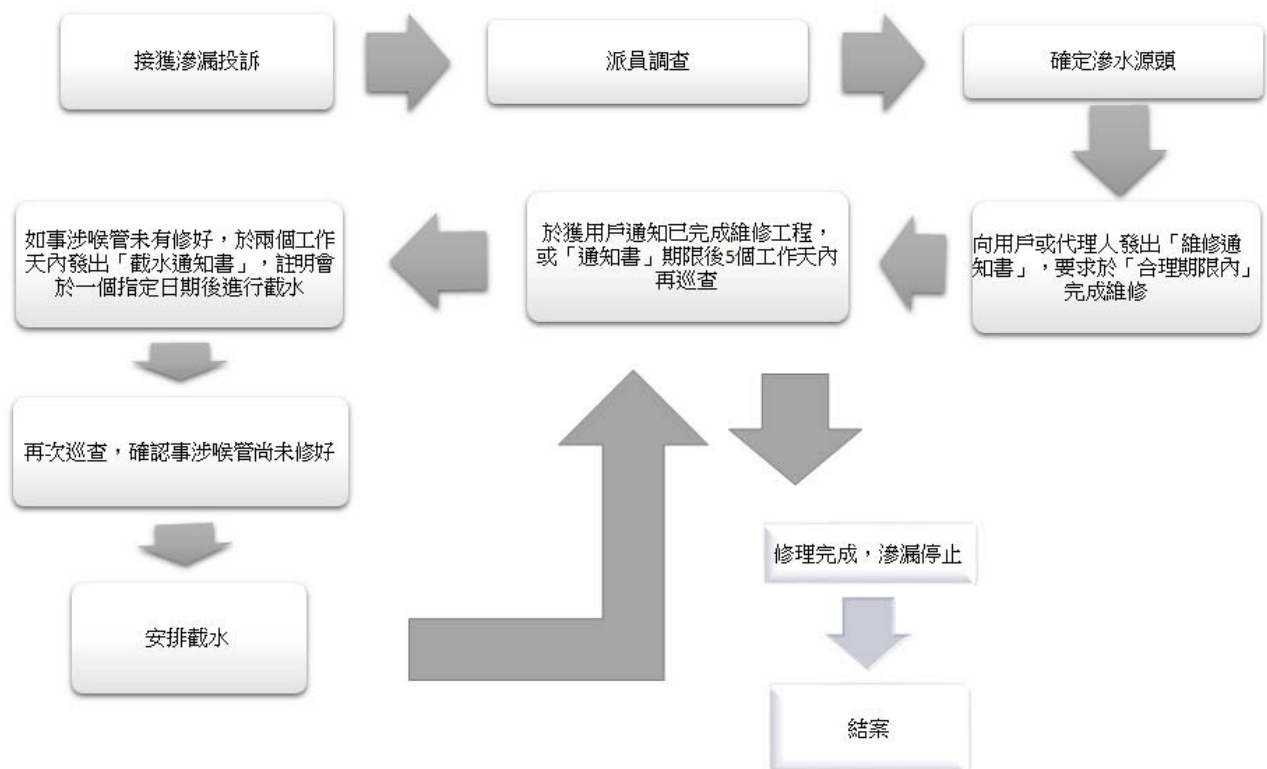 接獲滲漏投訴
派員調查
確定滲水源頭
向用戶或代理人發出「維修通
知書」，要求於「合理期限內」
完成維修
於獲用戶通知已完成維修工程，
或「通知書」期限後5個工作天內
再巡查
如事涉喉管未有修好，於兩個工作
天內發出「截水通知書」，註明會
於一個指定日期後進行截水
再次巡查，確認事涉喉管尚未修好
安排截水
修理完成，滲漏停止
結案